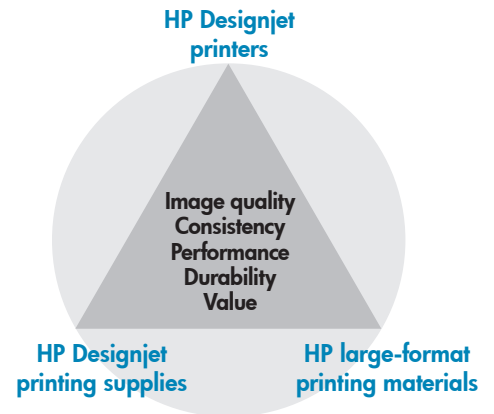 HP Designjet
printers
Image quality
Consistency
Performance
Durability
Value
HP Designjet
printing supplies
HP large-format
printing materials